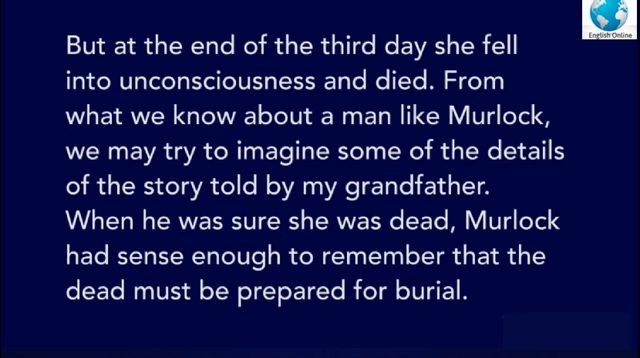 English Online
But at the end of the third day she fell
into unconsciousness and died. From
what we know about a man like Murlock,
we may try to imagine some of the details
of the story told by my grandfather.
When he was sure she was dead, Murlock
had sense enough to remember that the
dead must be prepared for burial.